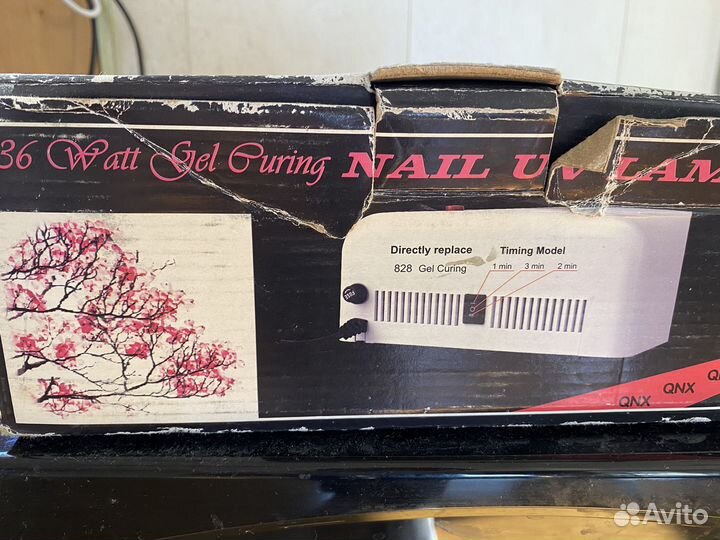 36 Watt Gel Curing NAIL UV LAM
Directly replace Timing Model
828 Gel Curing 1 min 3 min 2 min
QNX QNX Q
Avito